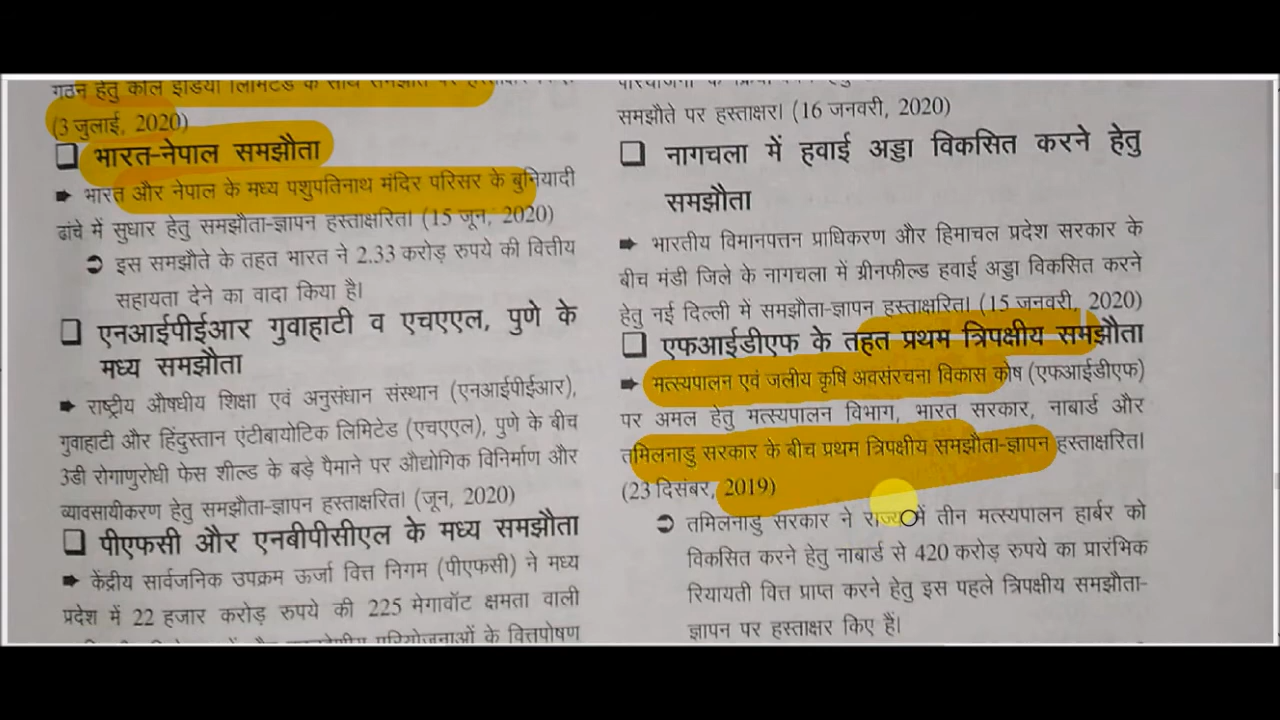 गठन हेतु कोल इंडिया लिमिटेड के साथ समझौते पर
(3 जुलाई, 2020)
❑ भारत-नेपाल समझौता
➡ भारत और नेपाल के मध्य पशुपतिनाथ मंदिर परिसर के बुनियादी
ढांचे में सुधार हेतु समझौता-ज्ञापन हस्ताक्षरित। (15 जून, 2020)
➲ इस समझौते के तहत भारत ने 2.33 करोड़ रुपये की वित्तीय
सहायता देने का वादा किया है।
❑ एनआईपीईआर गुवाहाटी व एचएएल, पुणे के
मध्य समझौता
➡ राष्ट्रीय औषधीय शिक्षा एवं अनुसंधान संस्थान (एनआईपीईआर),
गुवाहाटी और हिंदुस्तान एंटीबायोटिक लिमिटेड (एचएएल), पुणे के बीच
3डी रोगाणुरोधी फेस शील्ड के बड़े पैमाने पर औद्योगिक विनिर्माण और
व्यावसायीकरण हेतु समझौता-ज्ञापन हस्ताक्षरित। (जून, 2020)
❑ पीएफसी और एनबीपीसीएल के मध्य समझौता
➡ केंद्रीय सार्वजनिक उपक्रम ऊर्जा वित्त निगम (पीएफसी) ने मध्य
प्रदेश में 22 हजार करोड़ रुपये की 225 मेगावॉट क्षमता वाली
परियोजनाओं के वित्तपोषण
समझौते पर हस्ताक्षर। (16 जनवरी, 2020)
❑ नागचला में हवाई अड्डा विकसित करने हेतु
समझौता
➡ भारतीय विमानपत्तन प्राधिकरण और हिमाचल प्रदेश सरकार के
बीच मंडी जिले के नागचला में ग्रीनफील्ड हवाई अड्डा विकसित करने
हेतु नई दिल्ली में समझौता-ज्ञापन हस्ताक्षरित। (15 जनवरी, 2020)
❑ एफआईडीएफ के तहत प्रथम त्रिपक्षीय समझौता
➡ मत्स्यपालन एवं जलीय कृषि अवसंरचना विकास कोष (एफआईडीएफ)
पर अमल हेतु मत्स्यपालन विभाग, भारत सरकार, नाबार्ड और
तमिलनाडु सरकार के बीच प्रथम त्रिपक्षीय समझौता-ज्ञापन हस्ताक्षरित।
(23 दिसंबर, 2019)
➲ तमिलनाडु सरकार ने राज्य में तीन मत्स्यपालन हार्बर को
विकसित करने हेतु नाबार्ड से 420 करोड़ रुपये का प्रारंभिक
रियायती वित्त प्राप्त करने हेतु इस पहले त्रिपक्षीय समझौता-
ज्ञापन पर हस्ताक्षर किए हैं।